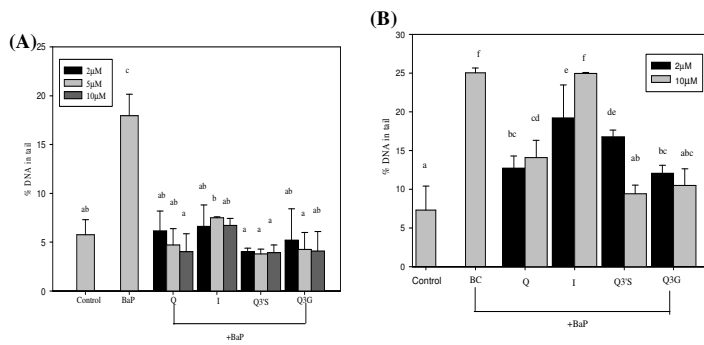 (A)
% DNA in tail
25
20
15
10
5
0
2µM
5µM
10µM
ab
c
ab
ab
a
ab
b
a
a
a
a
ab
a
ab
Control
BaP
Q
I
Q3'S
Q3G
+BaP
(B)
% DNA in tail
30
25
20
15
10
5
0
2µM
10µM
a
f
bc
cd
e
f
de
ab
bc
abc
Control
BC
Q
I
Q3'S
Q3G
+BaP